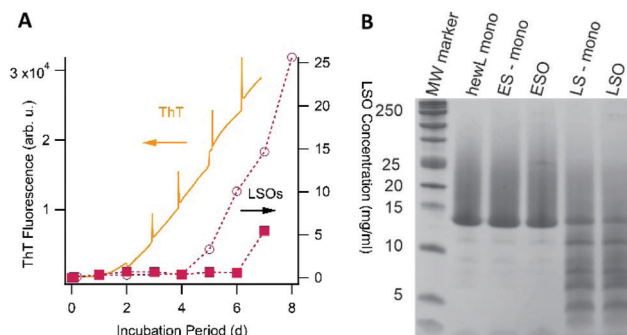 A
ThT Fluorescence (arb. u.)
3x10⁴
2
1
ThT
LSOs
25
20
15
10
5
0
LSO Concentration (mg/ml)
0
2
4
6
8
Incubation Period (d)
B
MW marker
hewL mono
ES - mono
ESO
LS - mono
LSO
250
25
20
15
10
5